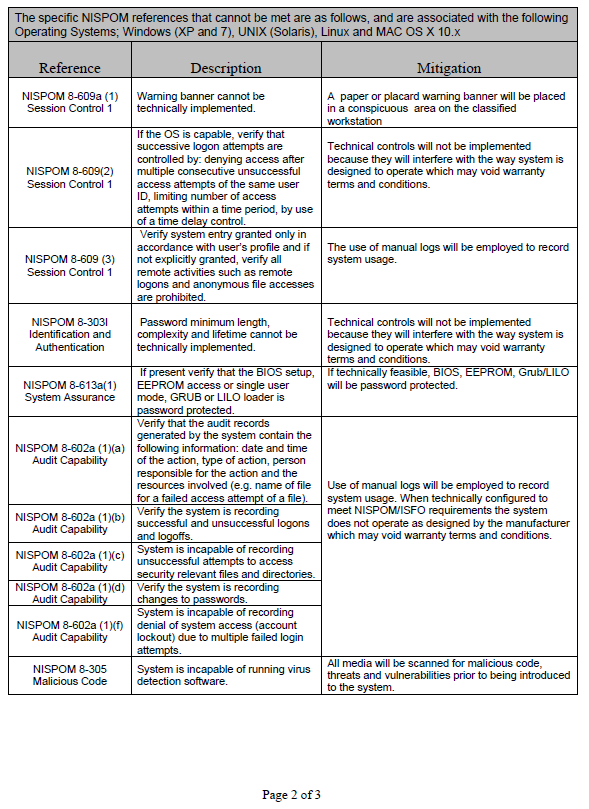 The specific NISPOM references that cannot be met are as follows, and are associated with the following
Operating Systems; Windows (XP and 7), UNIX (Solaris), Linux and MAC OS X 10.x
Reference
Description
Mitigation
NISPOM 8-609a (1)
Session Control 1
Warning banner cannot be
technically implemented.
A paper or placard warning banner will be placed
in a conspicuous area on the classified
workstation
NISPOM 8-609(2)
Session Control 1
If the OS is capable, verify that
successive logon attempts are
controlled by: denying access after
multiple consecutive unsuccessful
access attempts of the same user
ID, limiting number of access
attempts within a time period, by use
of a time delay control.
Technical controls will not be implemented
because they will interfere with the way system is
designed to operate which may void warranty
terms and conditions.
NISPOM 8-609 (3)
Session Control 1
Verify system entry granted only in
accordance with user's profile and if
not explicitly granted, verify all
remote activities such as remote
logons and anonymous file accesses
are prohibited.
The use of manual logs will be employed to record
system usage.
NISPOM 8-303I
Identification and
Authentication
Password minimum length,
complexity and lifetime cannot be
technically implemented.
Technical controls will not be implemented
because they will interfere with the way system is
designed to operate which may void warranty
terms and conditions.
NISPOM 8-613a(1)
System Assurance
If present verify that the BIOS setup,
EEPROM access or single user
mode, GRUB or LILO loader is
password protected.
If technically feasible, BIOS, EEPROM, Grub/LILO
will be password protected.
NISPOM 8-602a (1)(a)
Audit Capability
Verify that the audit records
generated by the system contain the
following information: date and time
of the action, type of action, person
responsible for the action and the
resources involved (e.g. name of file
for a failed access attempt of a file).
Use of manual logs will be employed to record
system usage. When technically configured to
meet NISPOM/ISFO requirements the system
does not operate as designed by the manufacturer
which may void warranty terms and conditions.
NISPOM 8-602a (1)(b)
Audit Capability
Verify the system is recording
successful and unsuccessful logons
and logoffs.
NISPOM 8-602a (1)(c)
Audit Capability
System is incapable of recording
unsuccessful attempts to access
security relevant files and directories.
NISPOM 8-602a (1)(d)
Audit Capability
Verify the system is recording
changes to passwords.
NISPOM 8-602a (1)(f)
Audit Capability
System is incapable of recording
denial of system access (account
lockout) due to multiple failed login
attempts.
NISPOM 8-305
Malicious Code
System is incapable of running virus
detection software.
All media will be scanned for malicious code,
threats and vulnerabilities prior to being introduced
to the system.
Page 2 of 3